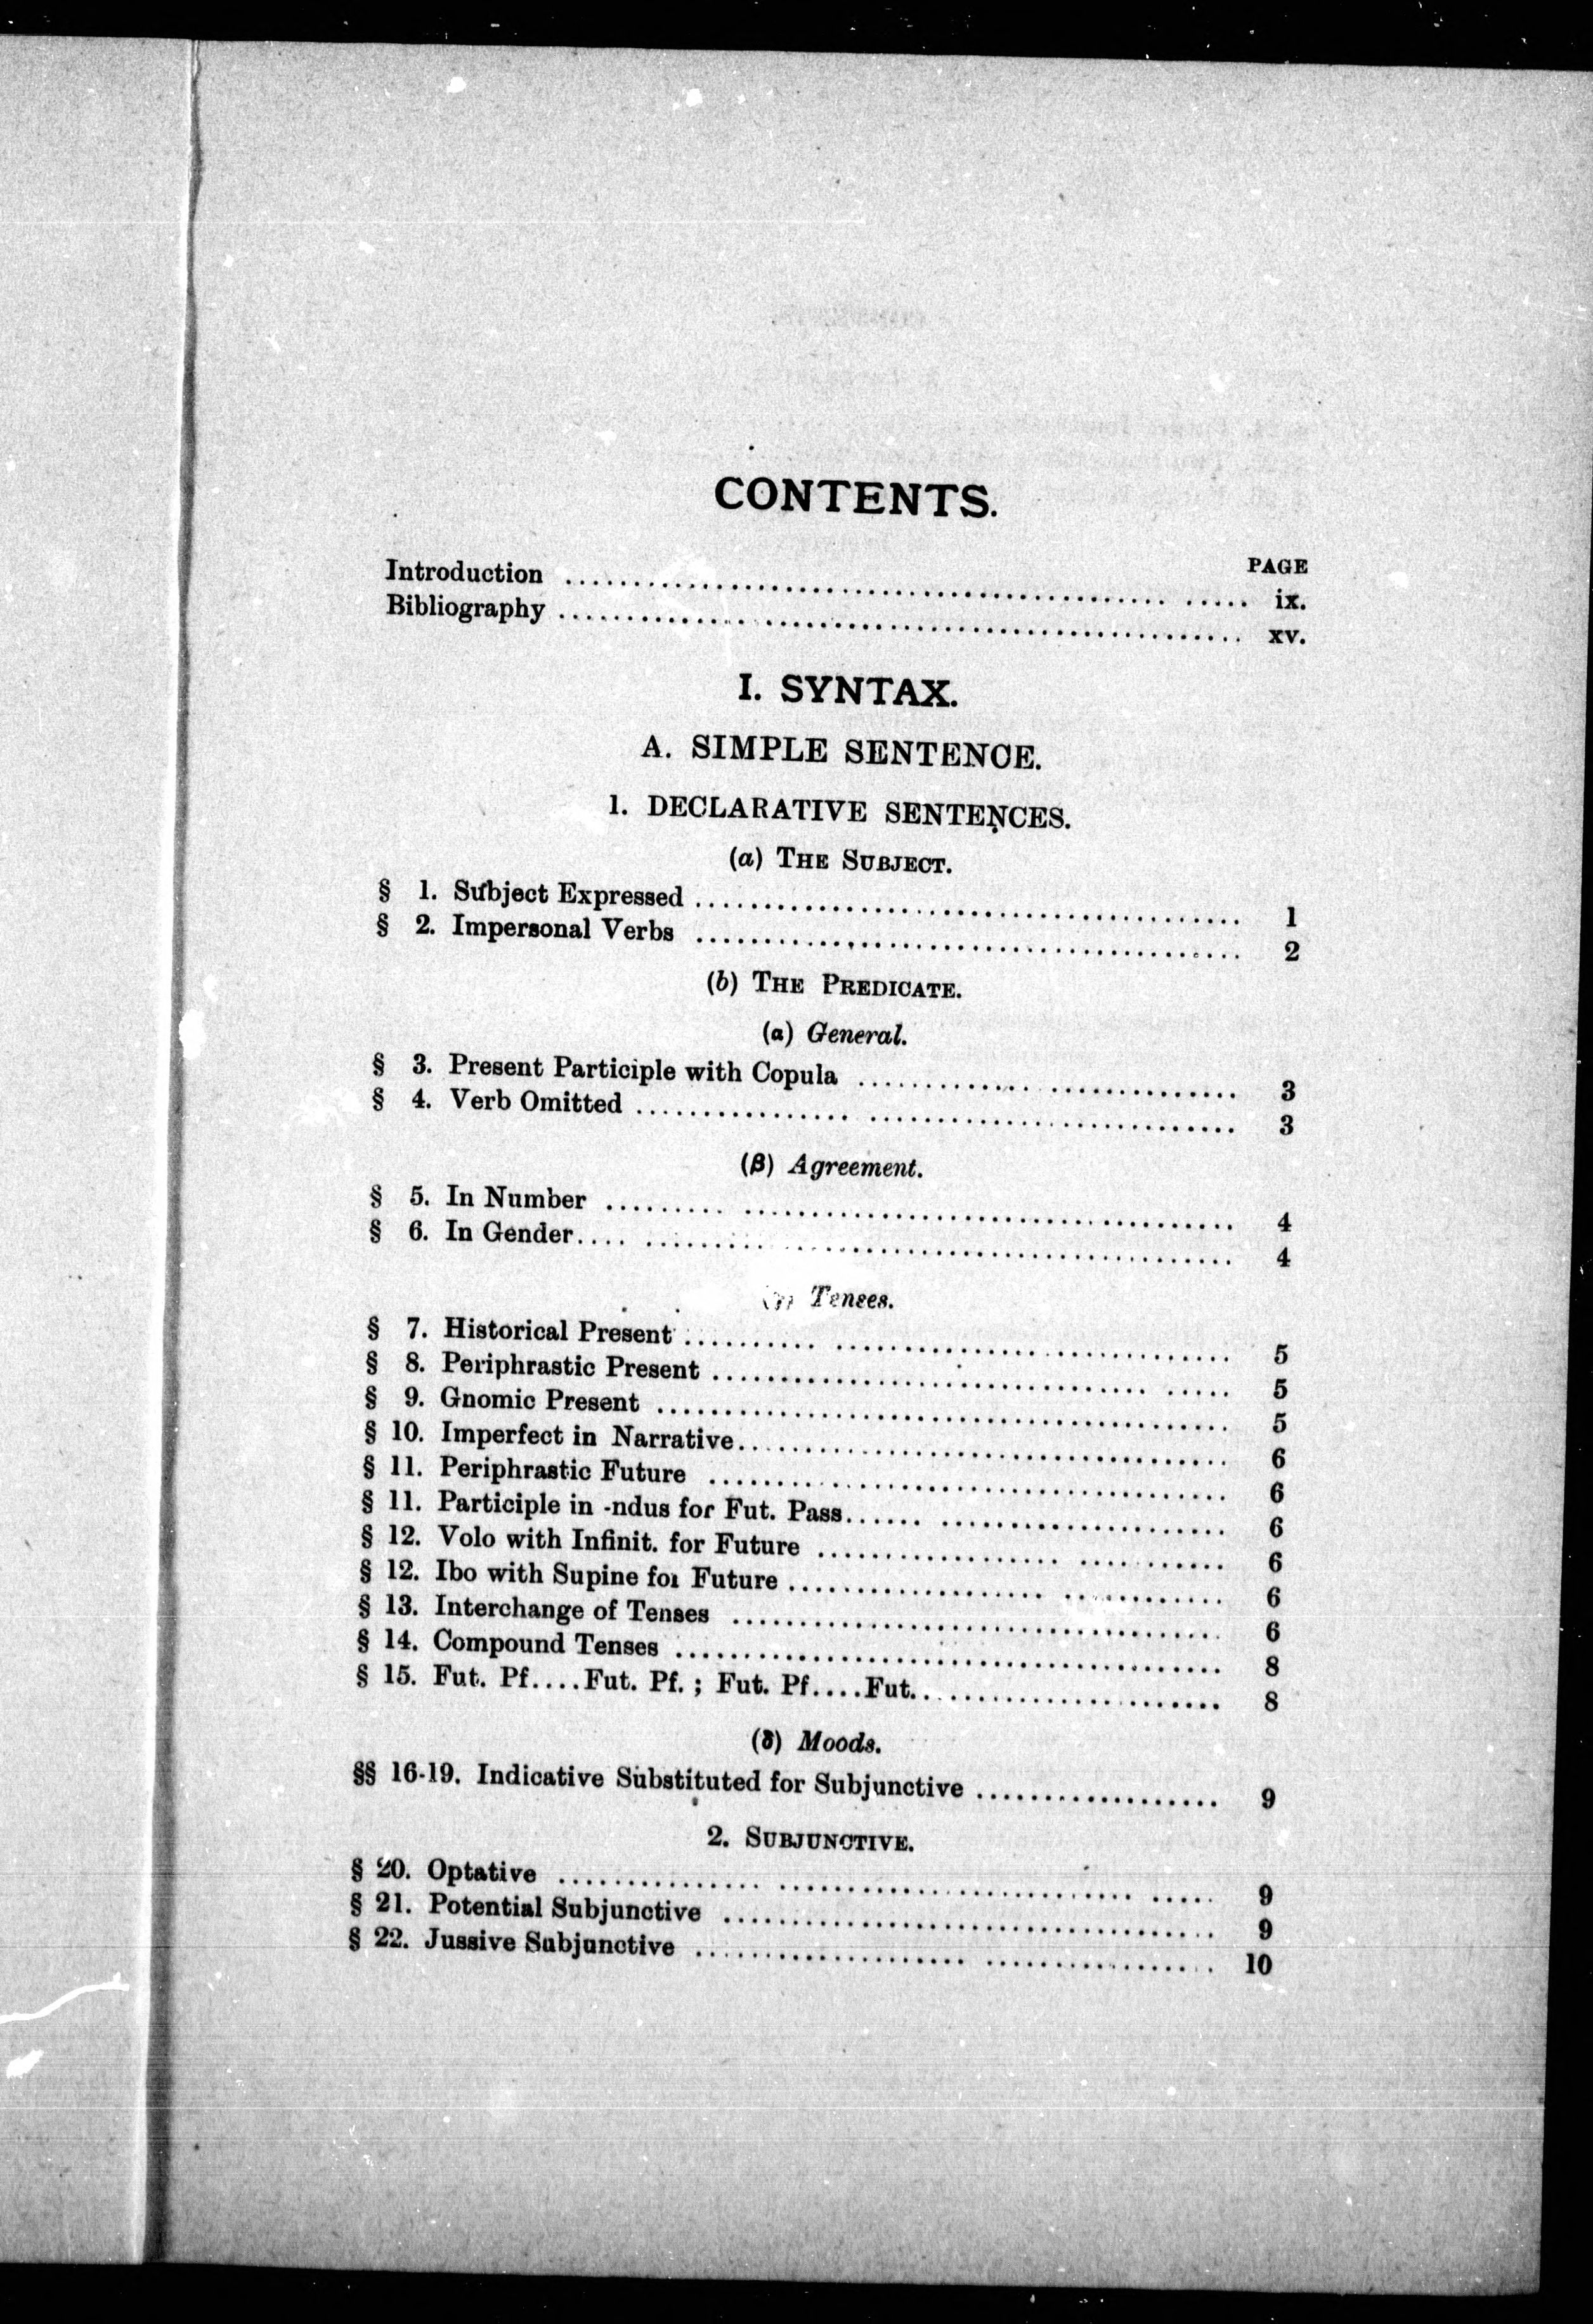 CONTENTS.
PAGE
Introduction ........................................ ix.
Bibliography ........................................ xv.
I. SYNTAX.
A. SIMPLE SENTENCE.
1. DECLARATIVE SENTENCES.
(a) THE SUBJECT.
§ 1. Subject Expressed ........................................ 1
§ 2. Impersonal Verbs ........................................ 2
(b) THE PREDICATE.
(α) General.
§ 3. Present Participle with Copula ............................ 3
§ 4. Verb Omitted ........................................ 3
(β) Agreement.
§ 5. In Number ........................................ 4
§ 6. In Gender ........................................ 4
Tenses.
§ 7. Historical Present ........................................ 5
§ 8. Periphrastic Present ........................................ 5
§ 9. Gnomic Present ........................................ 5
§ 10. Imperfect in Narrative ................................ 6
§ 11. Periphrastic Future ................................ 6
§ 11. Participle in -ndus for Fut. Pass. ........................ 6
§ 12. Volo with Infinit. for Future ............................ 6
§ 12. Ibo with Supine for Future ............................ 6
§ 13. Interchange of Tenses ................................ 6
§ 14. Compound Tenses ........................................ 8
§ 15. Fut. Pf....Fut. Pf. ; Fut. Pf....Fut. ........................ 8
(δ) Moods.
§§ 16-19. Indicative Substituted for Subjunctive .................. 9
2. SUBJUNCTIVE.
§ 20. Optative ........................................ 9
§ 21. Potential Subjunctive ................................ 9
§ 22. Jussive Subjunctive ................................ 10